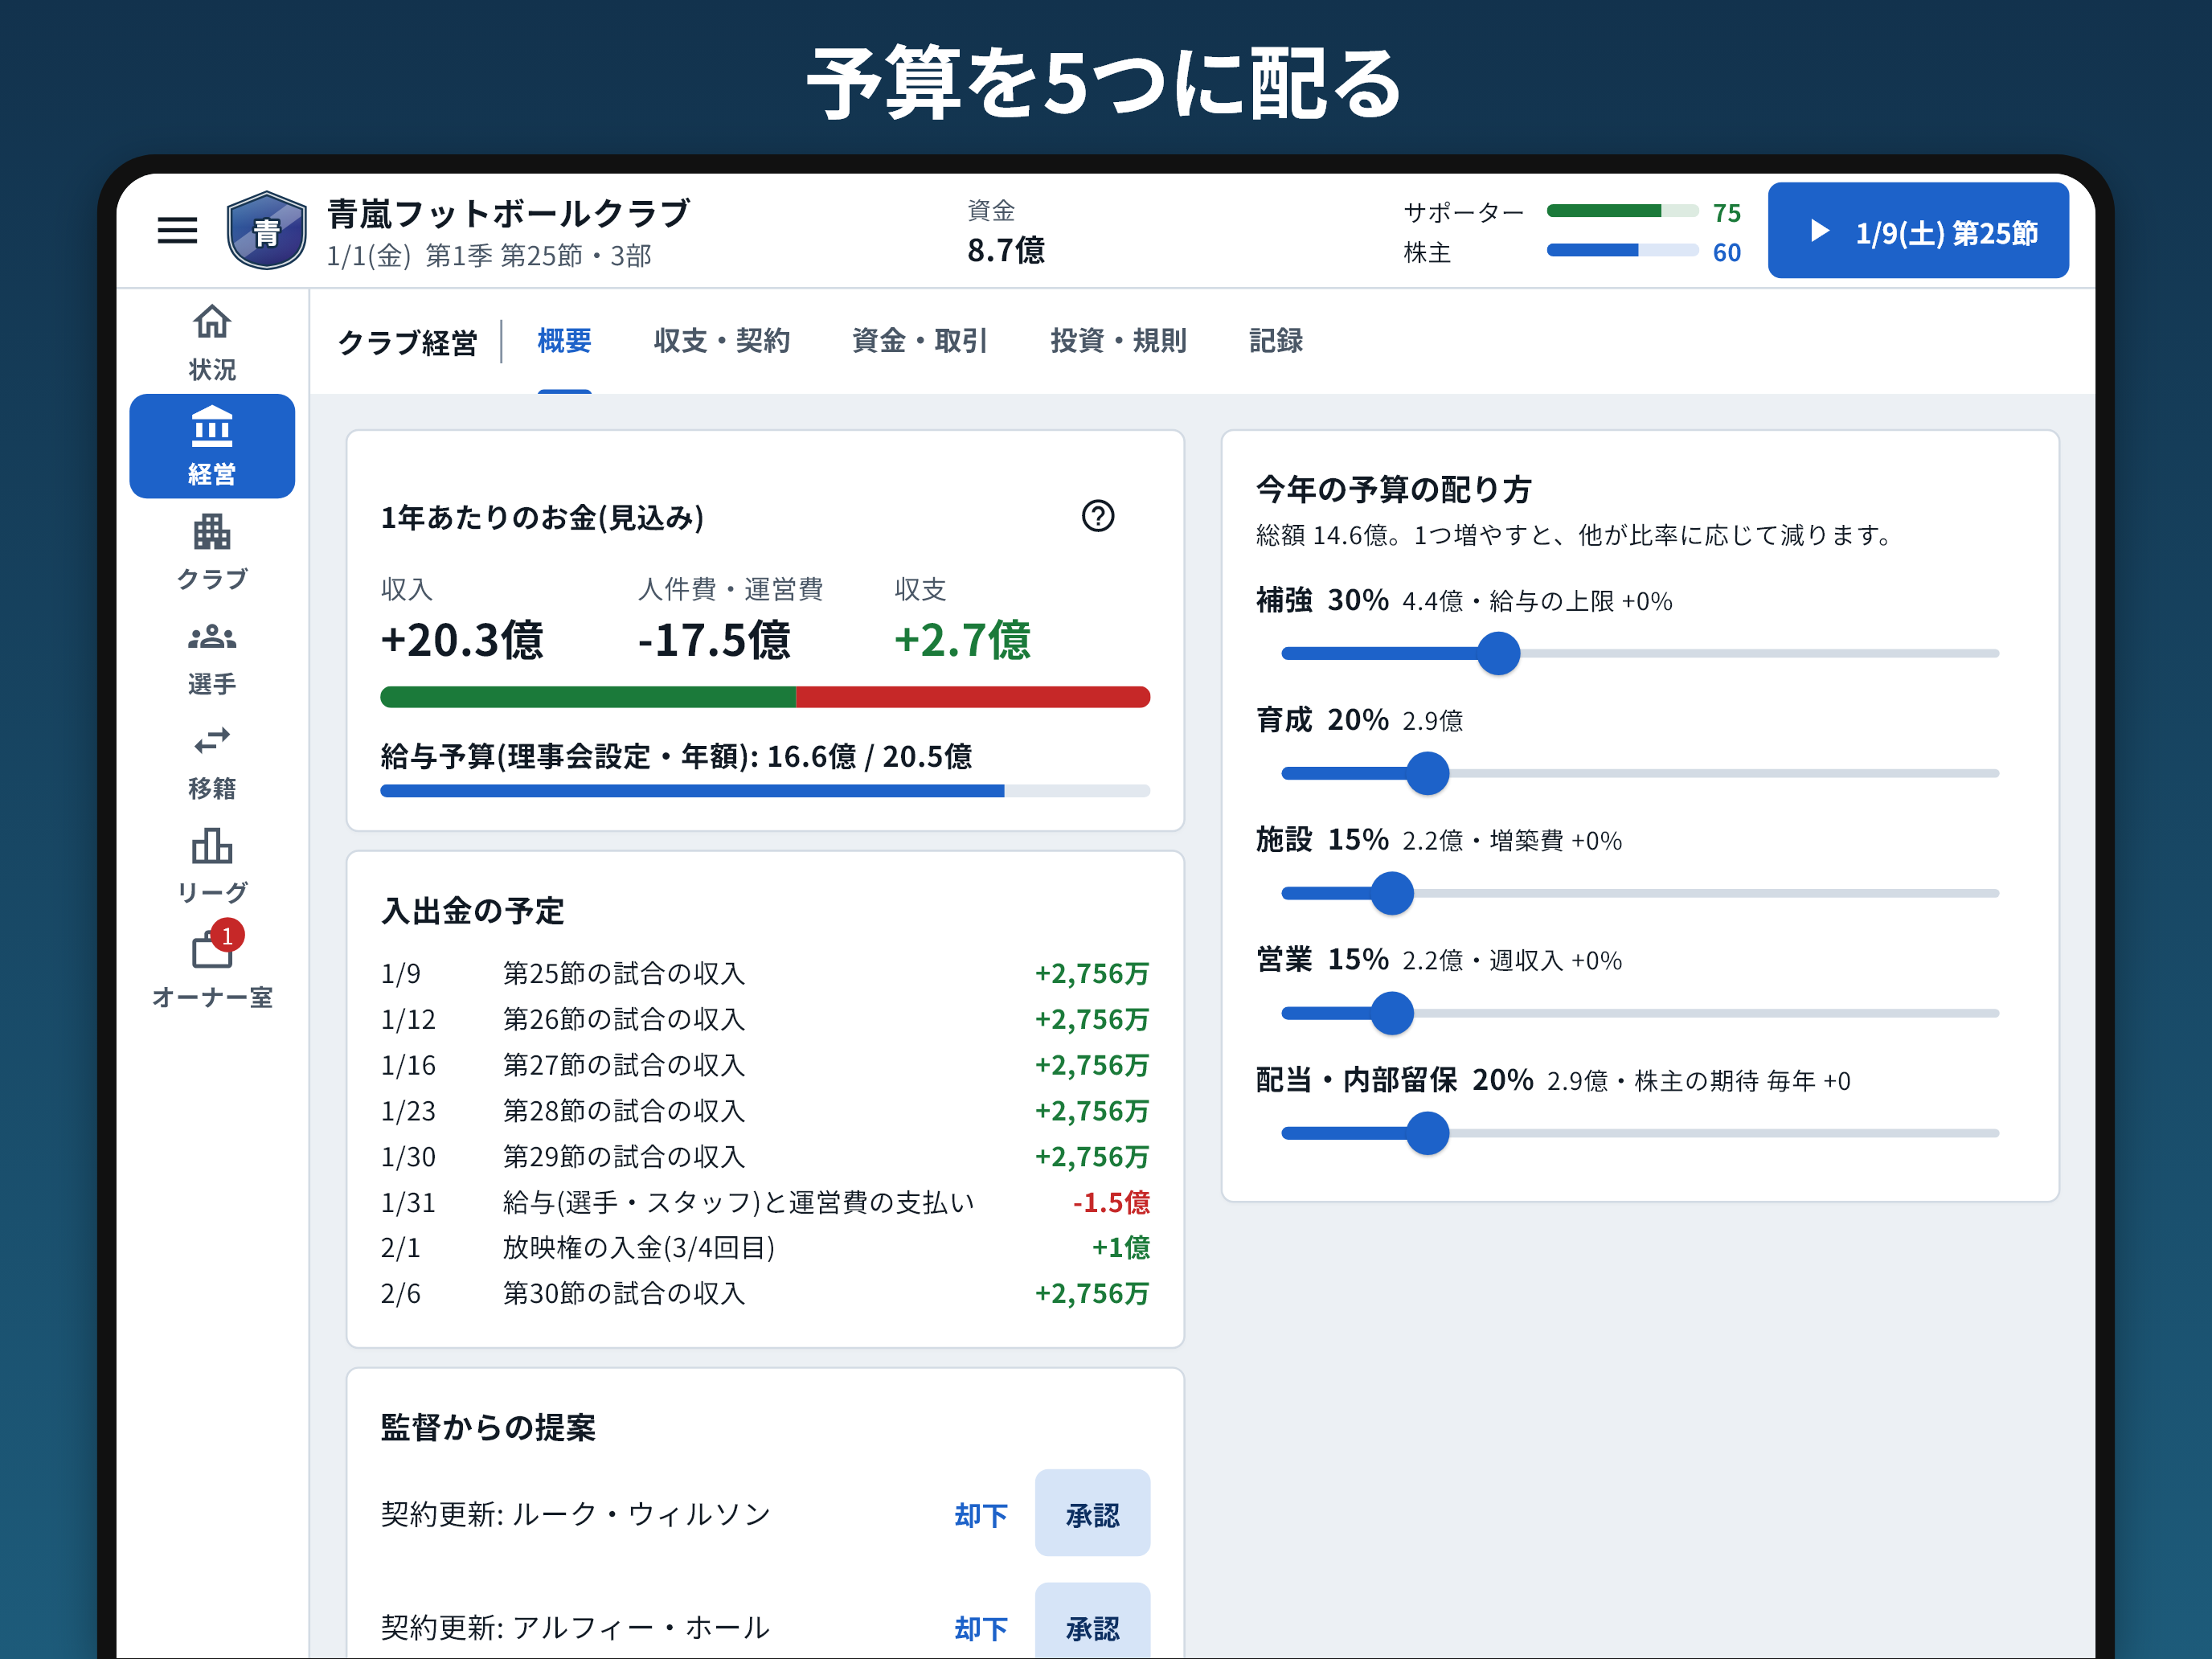 予算を5つに配る
青
青嵐フットボールクラブ
1/1(金) 第1季 第25節・3部
資金
8.7億
サポーター 75
株主 60
1/9(土) 第25節
状況
経営
クラブ
選手
移籍
リーグ
1
オーナー室
クラブ経営 概要 収支・契約 資金・取引 投資・規則 記録
1年あたりのお金(見込み)
収入 人件費・運営費 収支
+20.3億 -17.5億 +2.7億
給与予算(理事会設定・年額): 16.6億 / 20.5億
入出金の予定
1/9 第25節の試合の収入 +2,756万
1/12 第26節の試合の収入 +2,756万
1/16 第27節の試合の収入 +2,756万
1/23 第28節の試合の収入 +2,756万
1/30 第29節の試合の収入 +2,756万
1/31 給与(選手・スタッフ)と運営費の支払い -1.5億
2/1 放映権の入金(3/4回目) +1億
2/6 第30節の試合の収入 +2,756万
監督からの提案
契約更新: ルーク・ウィルソン 却下 承認
契約更新: アルフィー・ホール 却下 承認
今年の予算の配り方
総額 14.6億。1つ増やすと、他が比率に応じて減ります。
補強 30% 4.4億・給与の上限 +0%
育成 20% 2.9億
施設 15% 2.2億・増築費 +0%
営業 15% 2.2億・週収入 +0%
配当・内部留保 20% 2.9億・株主の期待 毎年 +0